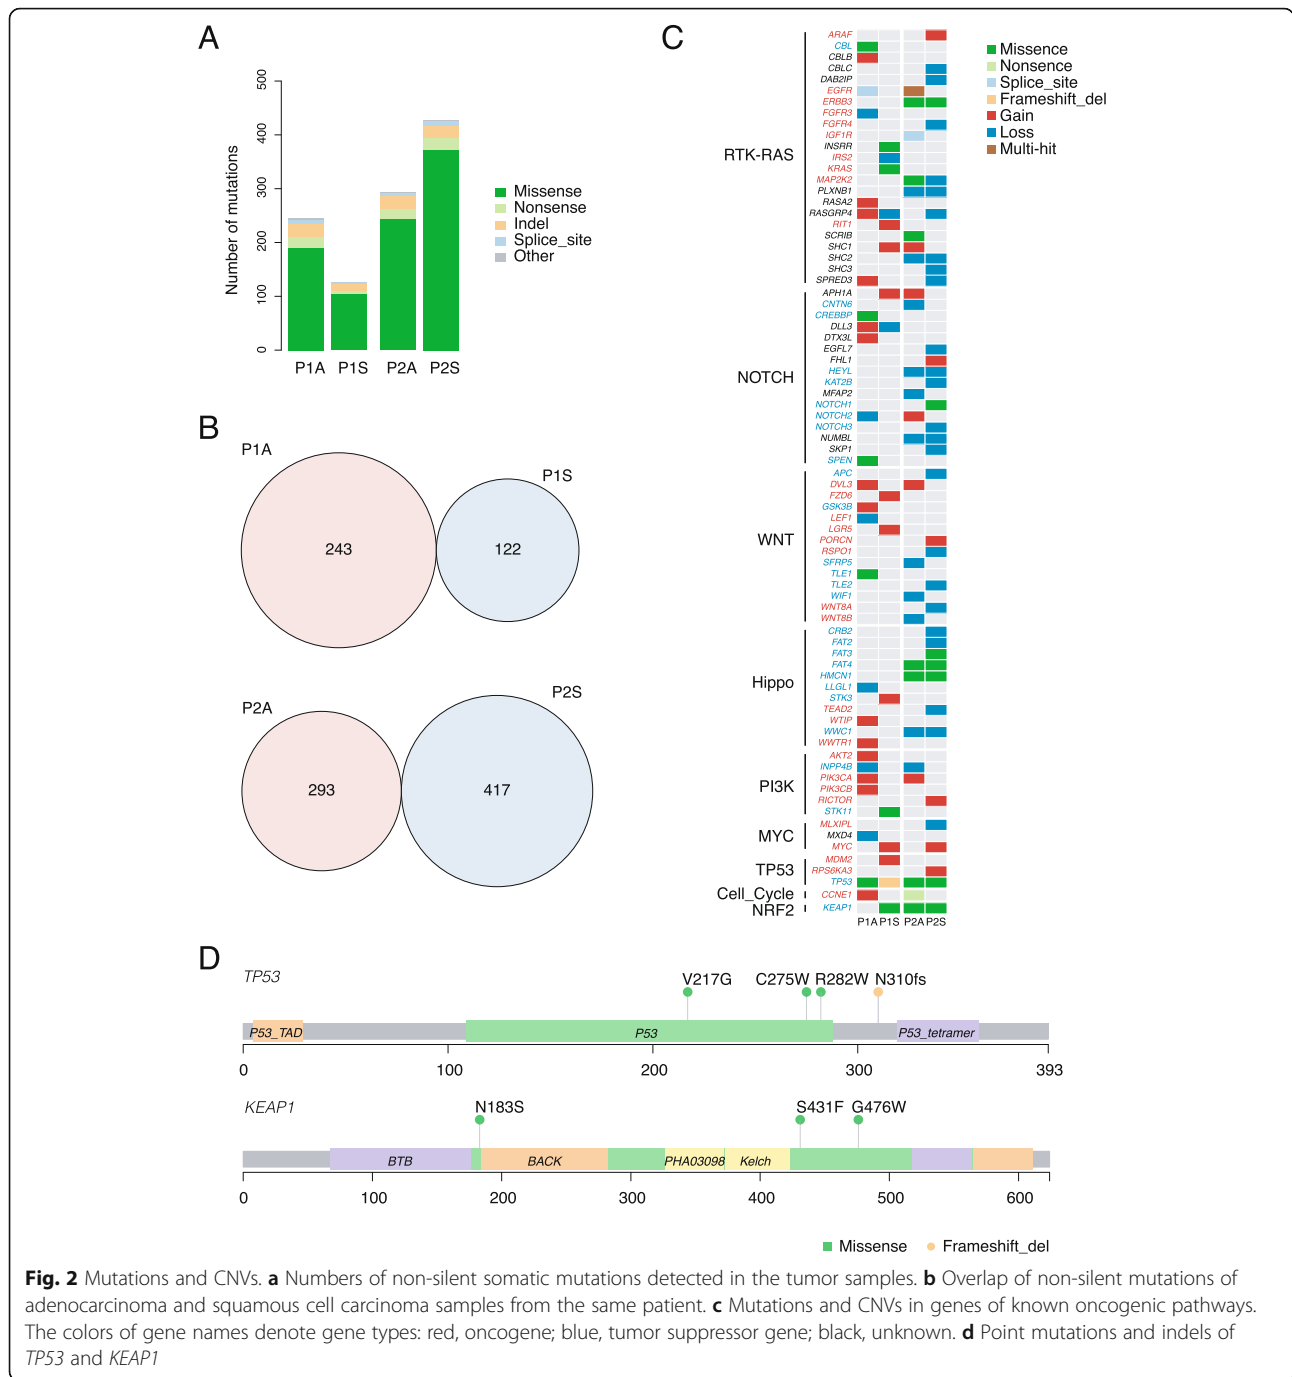 A
500
400
300
200
100
0
Number of mutations
P1A P1S P2A P2S
Missense
Nonsense
Indel
Splice_site
Other
B
P1A
P1S
243
122
P2A
P2S
293
417
C
Missence
Nonsence
Splice_site
Frameshift_del
Gain
Loss
Multi-hit
RTK-RAS
ARAF
CBL
CBLB
CBLC
DAB2IP
EGFR
ERBB3
FGFR3
FGFR4
IGF1R
INSRR
IRS2
KRAS
MAP2K2
PLXNB1
RASA2
RASGRP4
RIT1
SCRIB
SHC1
SHC2
SHC3
SPRED3
NOTCH
APH1A
CNTN6
CREBBP
DLL3
DTX3L
EGFL7
FHL1
HEYL
KAT2B
MFAP2
NOTCH1
NOTCH2
NOTCH3
NUMBL
SKP1
SPEN
WNT
APC
DVL3
FZD6
GSK3B
LEF1
LGR5
PORCN
RSPO1
SFRP5
TLE1
TLE2
WIF1
WNT8A
WNT8B
Hippo
CRB2
FAT2
FAT3
FAT4
HMCN1
LLGL1
STK3
TEAD2
WTIP
WWC1
WWTR1
PI3K
AKT2
INPP4B
PIK3CA
PIK3CB
RICTOR
STK11
MYC
MLXIPL
MXD4
MYC
TP53
MDM2
RPS6KA3
TP53
Cell_Cycle
CCNE1
NRF2
KEAP1
P1A P1S P2A P2S
D
TP53
V217G C275W R282W N310fs
P53_TAD P53 P53_tetramer
0 100 200 300 393
KEAP1
N183S S431F G476W
BTB BACK PHA03098 Kelch
0 100 200 300 400 500 600
Missense Frameshift_del
Fig. 2 Mutations and CNVs. a Numbers of non-silent somatic mutations detected in the tumor samples. b Overlap of non-silent mutations of
adenocarcinoma and squamous cell carcinoma samples from the same patient. c Mutations and CNVs in genes of known oncogenic pathways.
The colors of gene names denote gene types: red, oncogene; blue, tumor suppressor gene; black, unknown. d Point mutations and indels of
TP53 and KEAP1